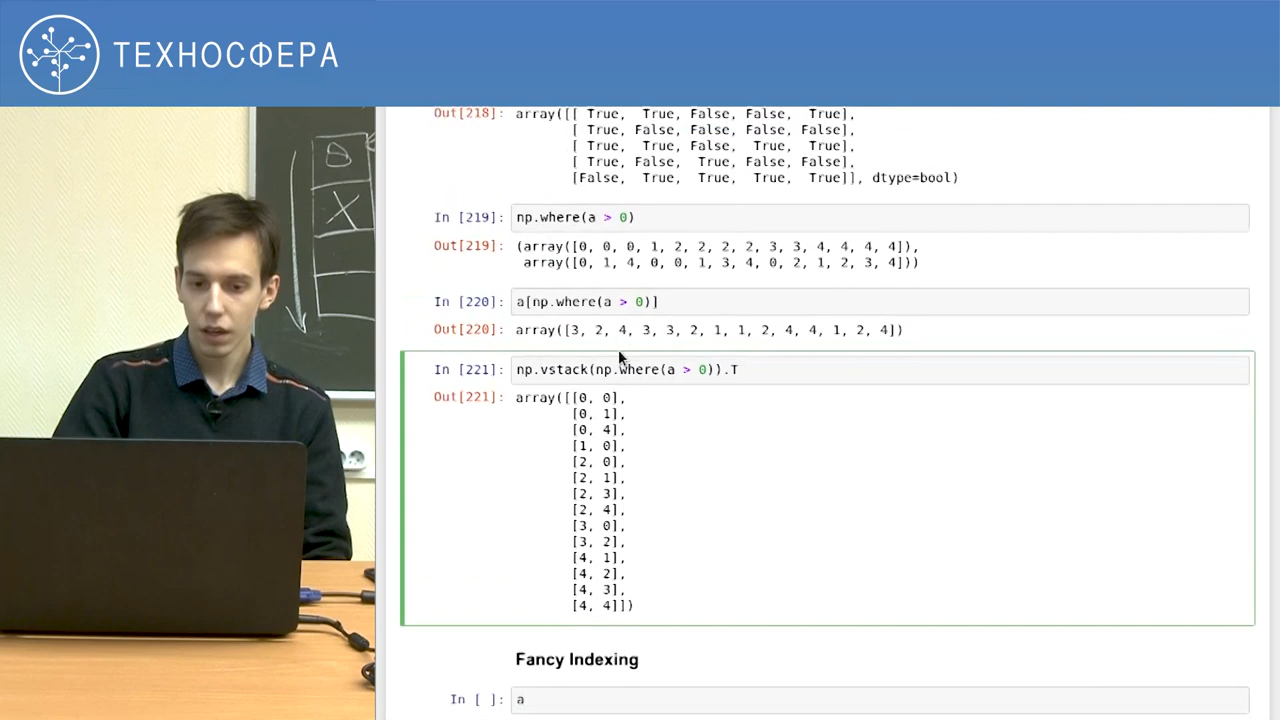 ТЕХНОСФЕРА
Out[218]: array([[ True, True, False, False, True],
[ True, False, False, False, False],
[ True, True, False, True, True],
[ True, False, True, False, False],
[False, True, True, True, True]], dtype=bool)
In [219]: np.where(a > 0)
Out[219]: (array([0, 0, 0, 1, 2, 2, 2, 2, 3, 3, 4, 4, 4, 4]),
array([0, 1, 4, 0, 0, 1, 3, 4, 0, 2, 1, 2, 3, 4]))
In [220]: a[np.where(a > 0)]
Out[220]: array([3, 2, 4, 3, 3, 2, 1, 1, 2, 4, 4, 1, 2, 4])
In [221]: np.vstack(np.where(a > 0)).T
Out[221]: array([[0, 0],
[0, 1],
[0, 4],
[1, 0],
[2, 0],
[2, 1],
[2, 3],
[2, 4],
[3, 0],
[3, 2],
[4, 1],
[4, 2],
[4, 3],
[4, 4]])
Fancy Indexing
In [ ]: a